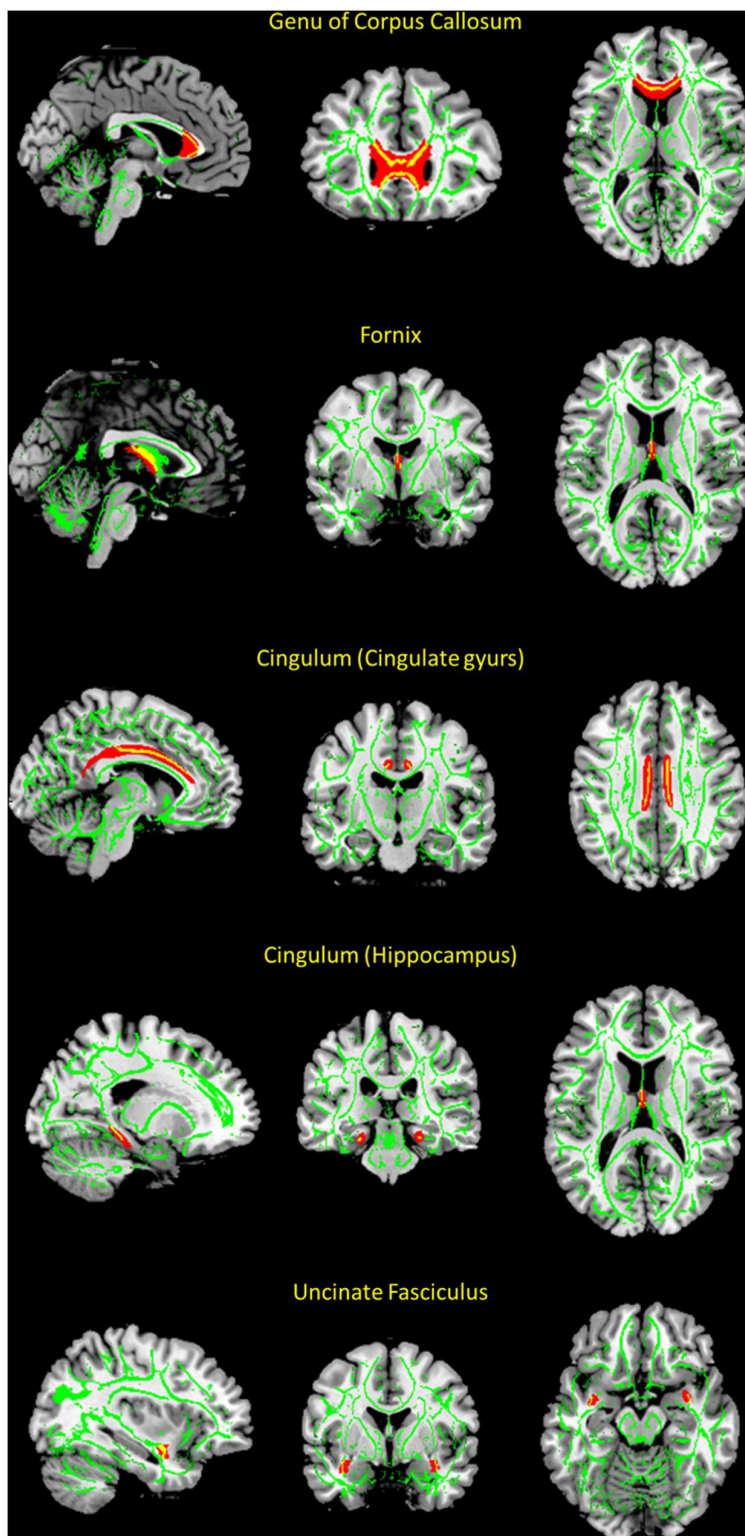 Genu of Corpus Callosum
Fornix
Cingulum (Cingulate gyurs)
Cingulum (Hippocampus)
Uncinate Fasciculus